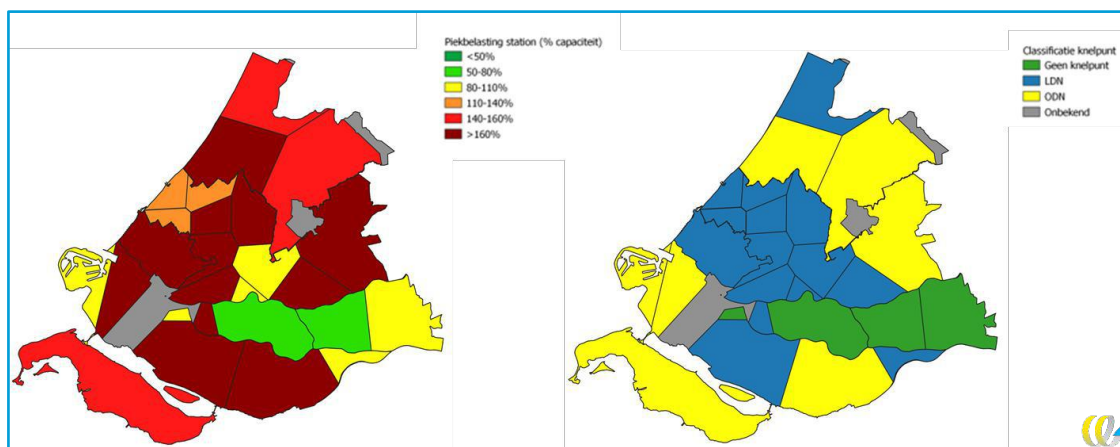 Piekbelasting station (% capaciteit)
<50%
50-80%
80-110%
110-140%
140-160%
>160%
Classificatie knelpunt
Geen knelpunt
LDN
ODN
Onbekend